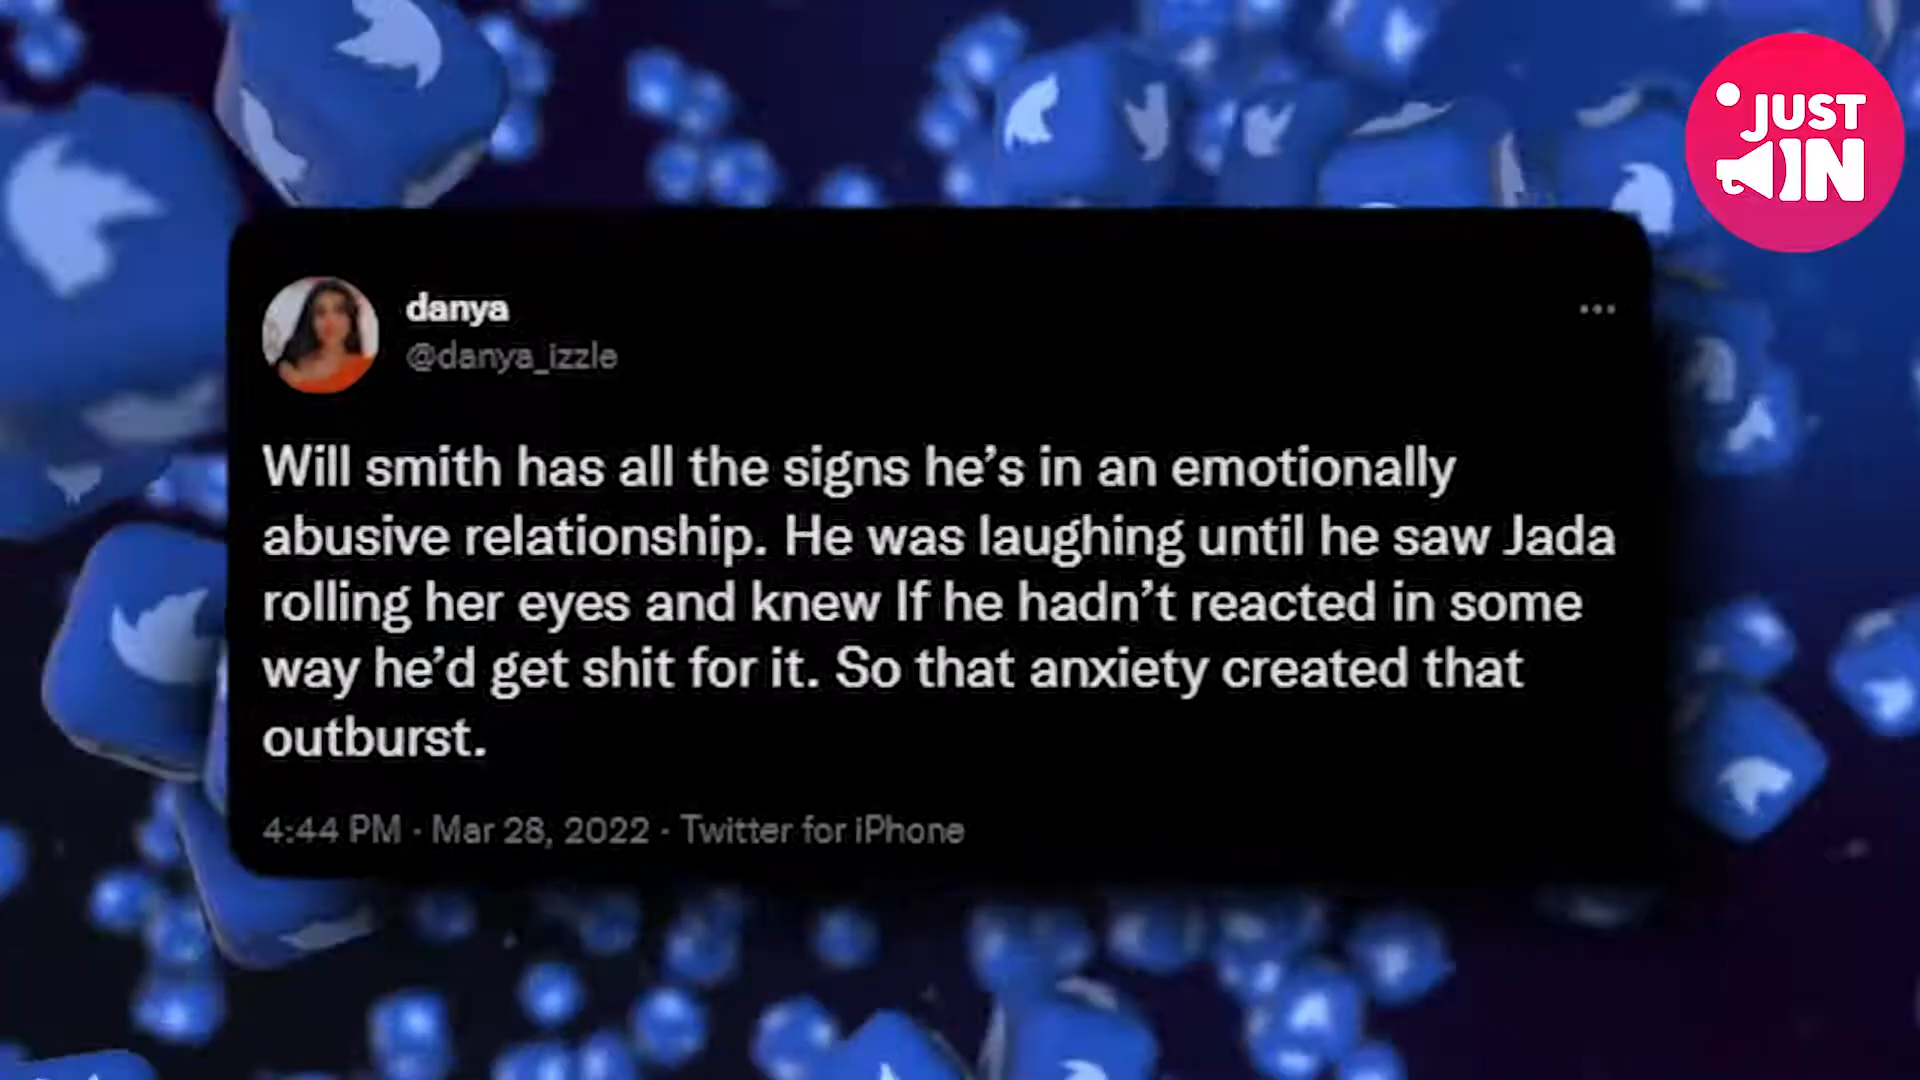 JUST
IN
danya
@danya_izzle
Will smith has all the signs he’s in an emotionally
abusive relationship. He was laughing until he saw Jada
rolling her eyes and knew If he hadn’t reacted in some
way he’d get shit for it. So that anxiety created that
outburst.
4:44 PM · Mar 28, 2022 · Twitter for iPhone